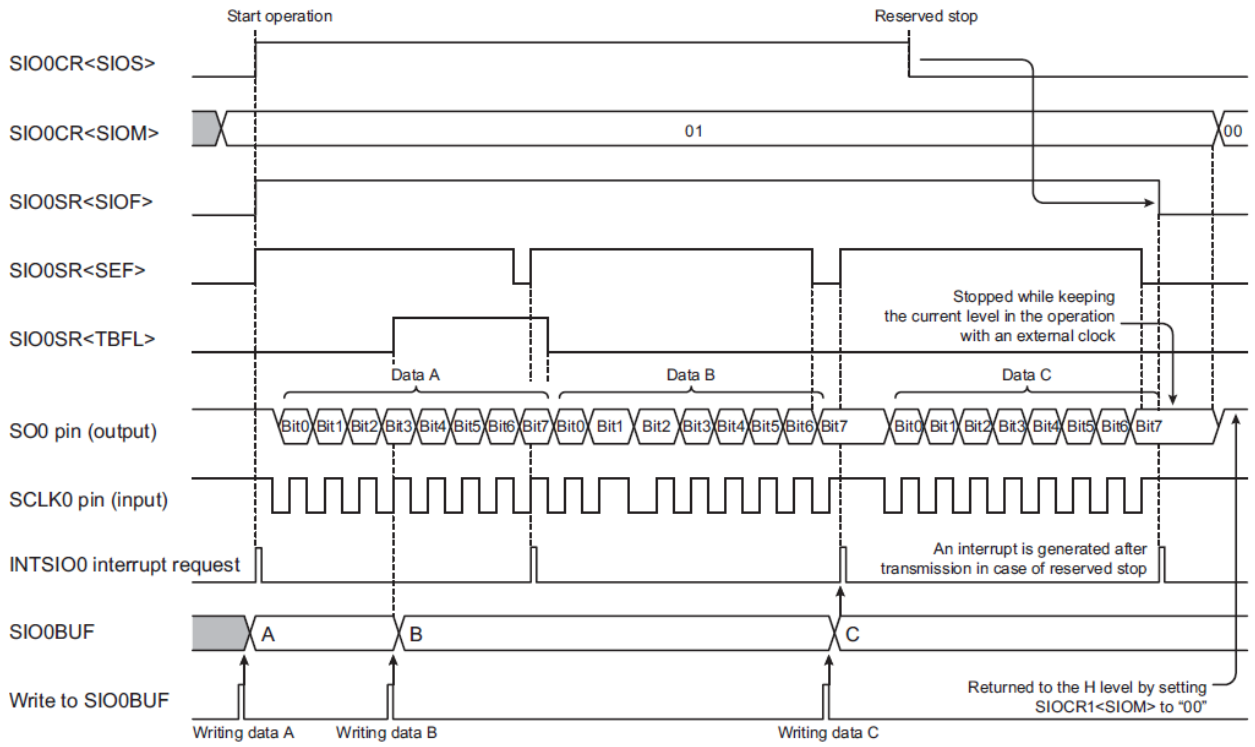 Start operation
Reserved stop
SIO0CR<SIOS>
SIO0CR<SIOM>
01
00
SIO0SR<SIOF>
SIO0SR<SEF>
Stopped while keeping
the current level in the operation
with an external clock
SIO0SR<TBFL>
Data A
Data B
Data C
SO0 pin (output)
Bit0 Bit1 Bit2 Bit3 Bit4 Bit5 Bit6 Bit7 Bit0 Bit1 Bit2 Bit3 Bit4 Bit5 Bit6 Bit7 Bit0 Bit1 Bit2 Bit3 Bit4 Bit5 Bit6 Bit7
SCLK0 pin (input)
INTSIO0 interrupt request
An interrupt is generated after
transmission in case of reserved stop
SIO0BUF
A
B
C
Write to SIO0BUF
Returned to the H level by setting
SIOCR1<SIOM> to “00”
Writing data A
Writing data B
Writing data C